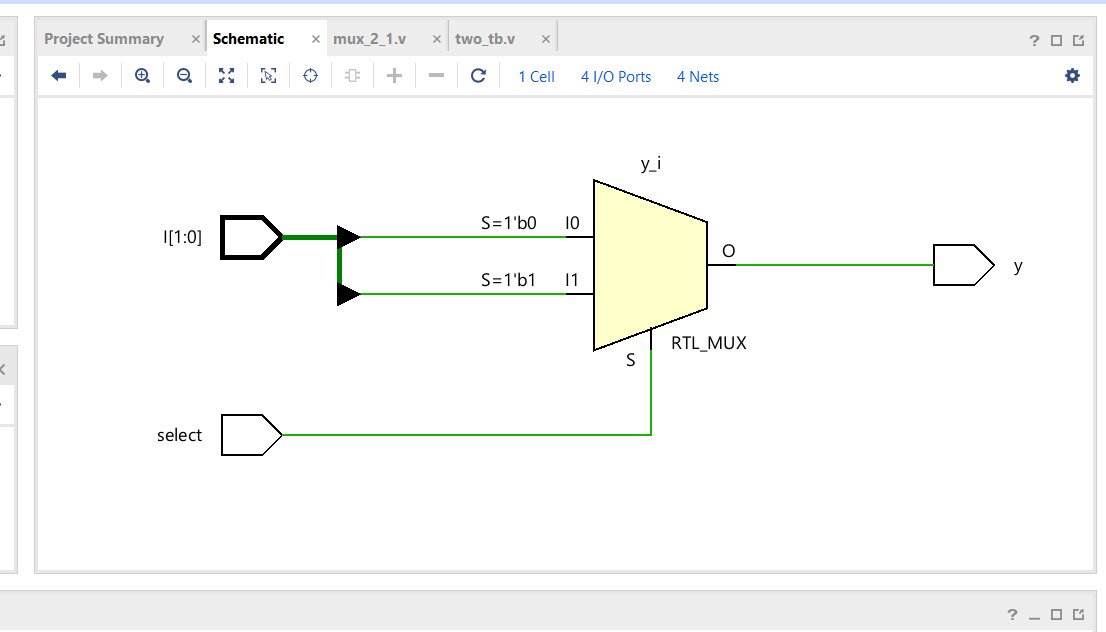 Project Summary × Schematic × mux_2_1.v × two_tb.v ×
?
1 Cell 4 I/O Ports 4 Nets
y_i
I[1:0] S=1'b0 I0
O
y
S=1'b1 I1
RTL_MUX
S
select
?